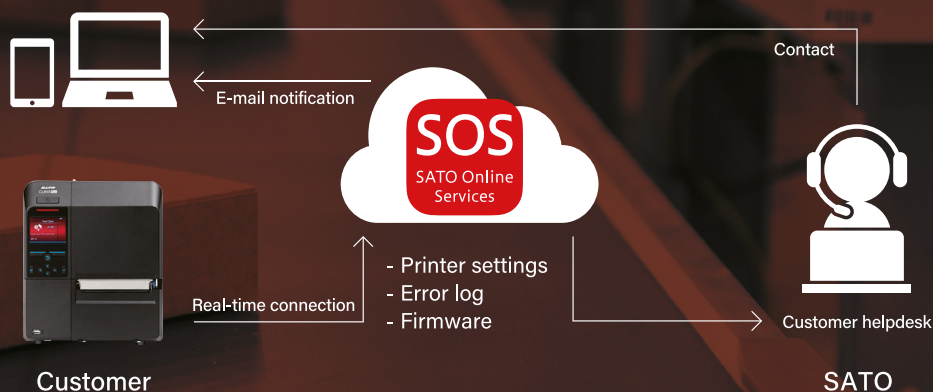 Contact
E-mail notification
SOS
SATO Online
Services
- Printer settings
- Error log
- Firmware
Real-time connection
Customer helpdesk
Customer
SATO